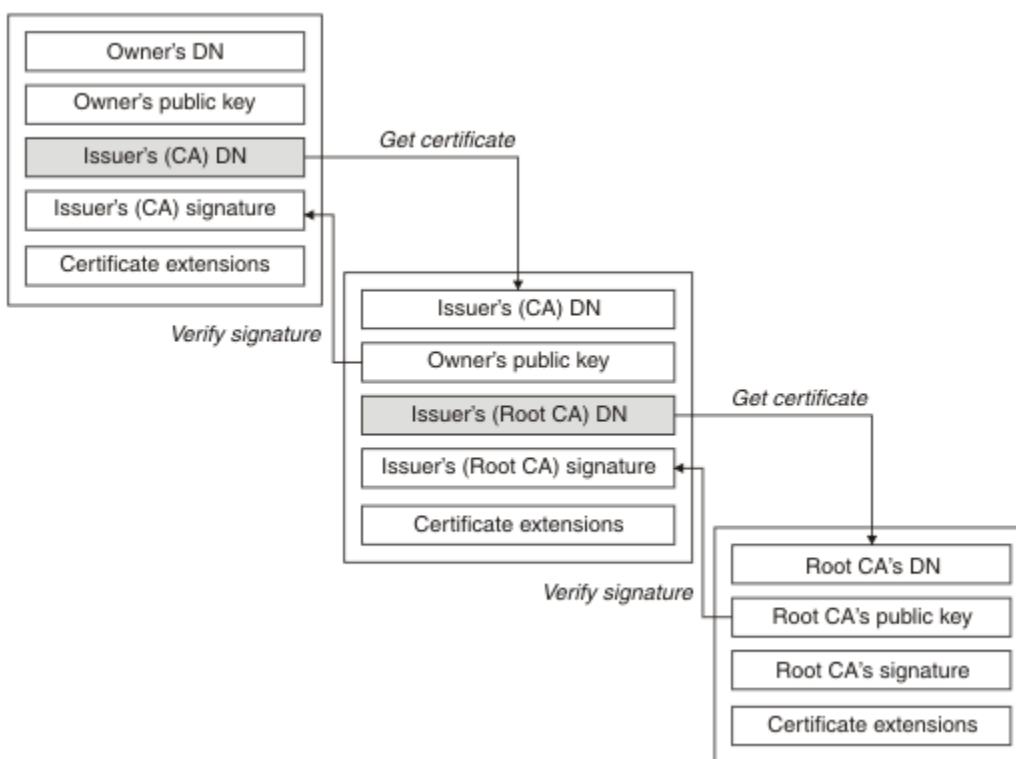 Owner's DN
Owner's public key
Issuer's (CA) DN
Issuer's (CA) signature
Certificate extensions
Get certificate
Verify signature
Issuer's (CA) DN
Owner's public key
Issuer's (Root CA) DN
Issuer's (Root CA) signature
Certificate extensions
Get certificate
Verify signature
Root CA's DN
Root CA's public key
Root CA's signature
Certificate extensions